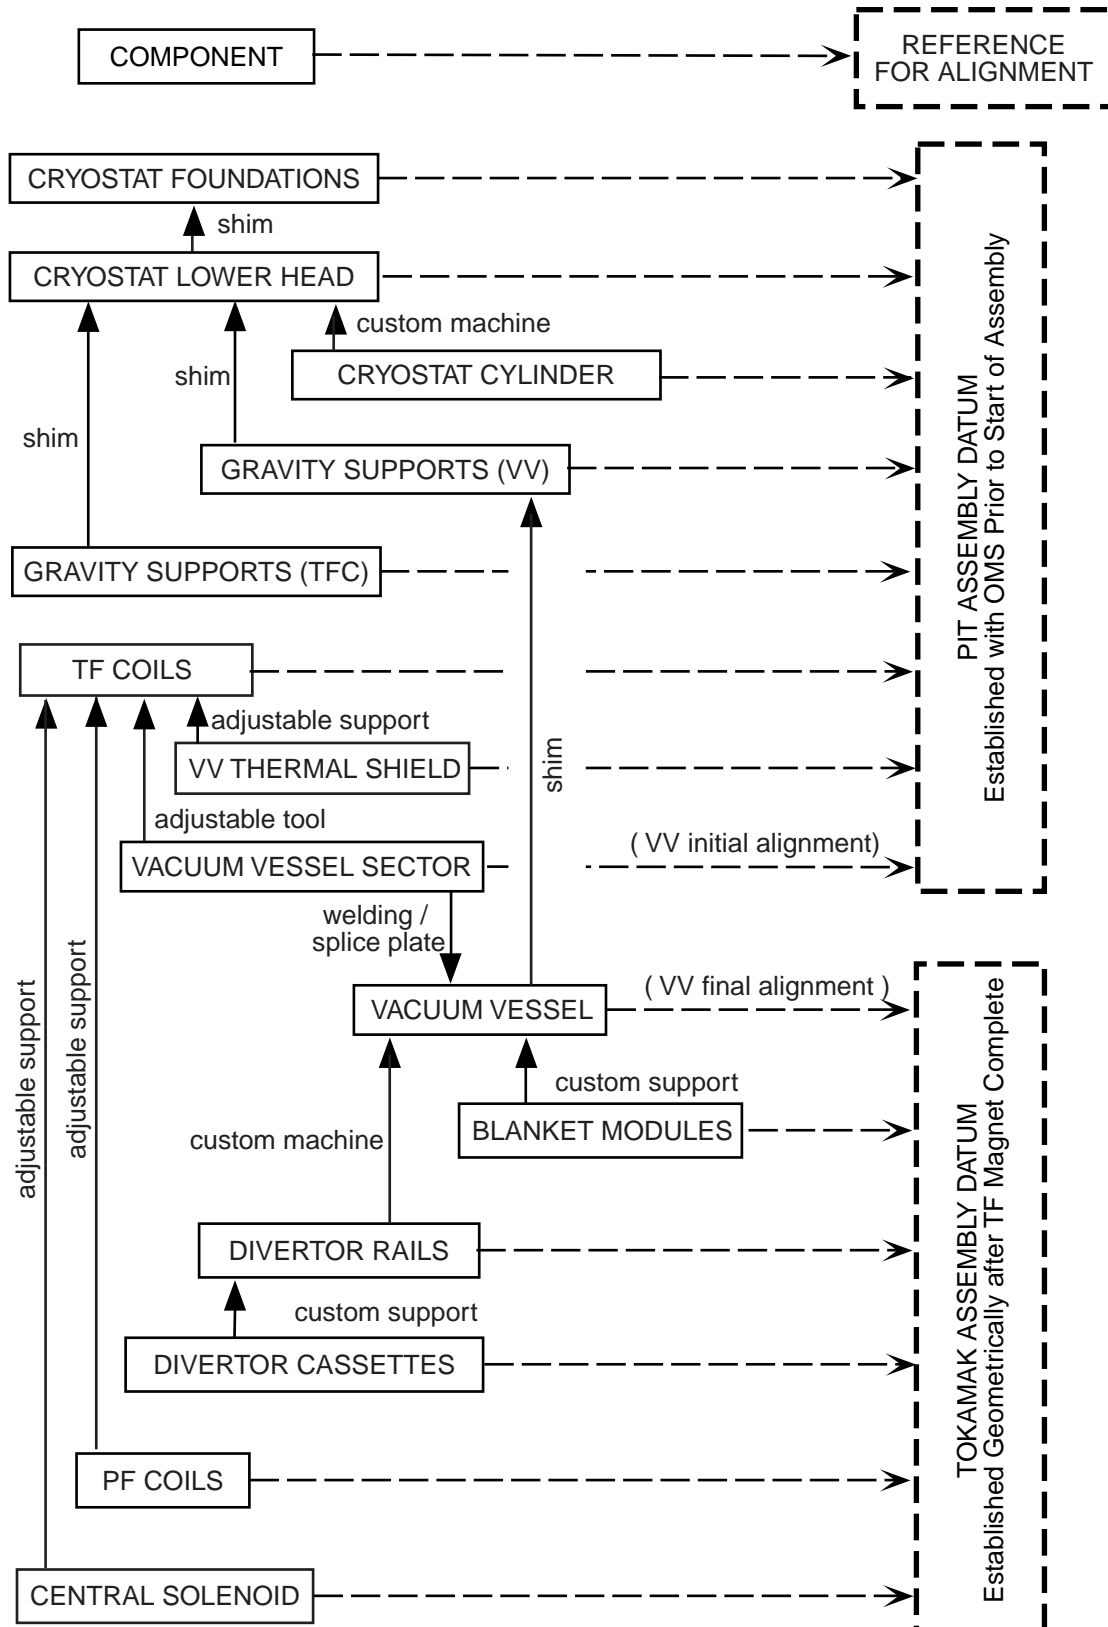 COMPONENT
REFERENCE
FOR ALIGNMENT
CRYOSTAT FOUNDATIONS
shim
CRYOSTAT LOWER HEAD
custom machine
shim
CRYOSTAT CYLINDER
shim
GRAVITY SUPPORTS (VV)
GRAVITY SUPPORTS (TFC)
PIT ASSEMBLY DATUM
Established with OMS Prior to Start of Assembly
TF COILS
adjustable support
VV THERMAL SHIELD
shim
adjustable tool
( VV initial alignment)
VACUUM VESSEL SECTOR
welding /
splice plate
( VV final alignment )
VACUUM VESSEL
adjustable support
adjustable support
custom support
BLANKET MODULES
custom machine
DIVERTOR RAILS
custom support
DIVERTOR CASSETTES
TOKAMAK ASSEMBLY DATUM
Established Geometrically after TF Magnet Complete
PF COILS
CENTRAL SOLENOID